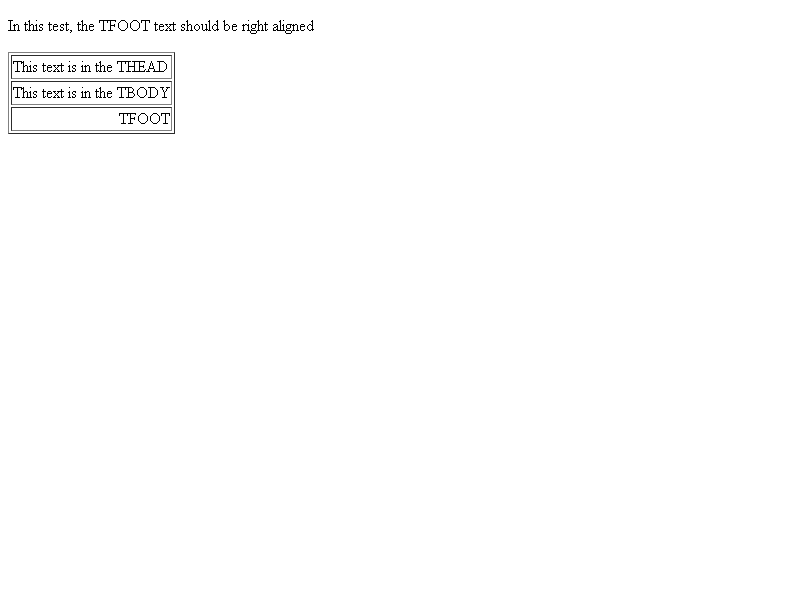 In this test, the TFOOT text should be right aligned
This text is in the THEAD
This text is in the TBODY
TFOOT